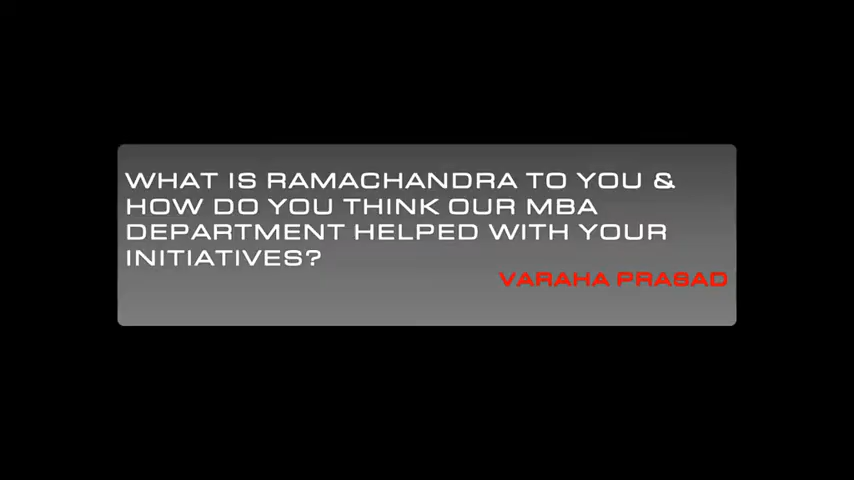 WHAT IS RAMACHANDRA TO YOU &
HOW DO YOU THINK OUR MBA
DEPARTMENT HELPED WITH YOUR
INITIATIVES?
VARAHA PRASAD